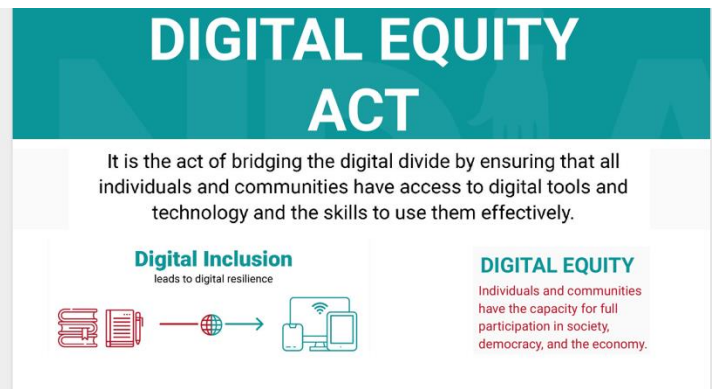 DIGITAL EQUITY
ACT
It is the act of bridging the digital divide by ensuring that all
individuals and communities have access to digital tools and
technology and the skills to use them effectively.
Digital Inclusion
leads to digital resilience
DIGITAL EQUITY
Individuals and communities
have the capacity for full
participation in society,
democracy, and the economy.